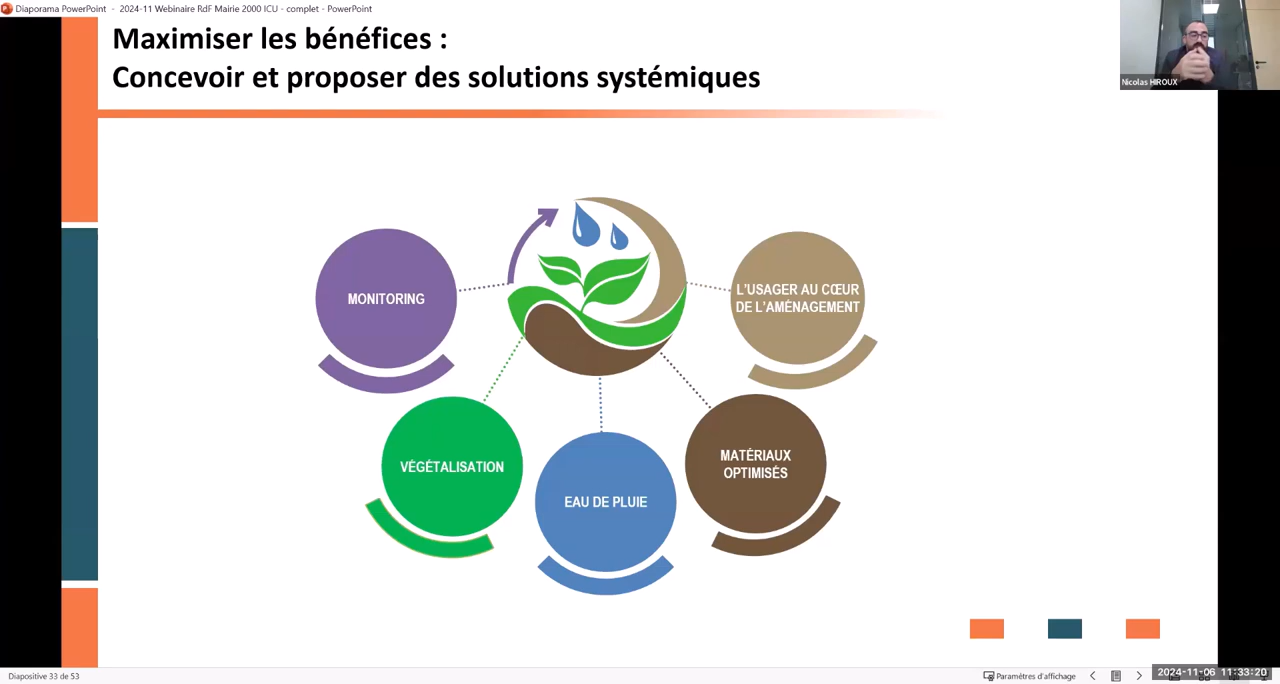 Diaporama PowerPoint - 2024-11 Webinaire RdF Mairie 2000 ICU - complet - PowerPoint
Maximiser les bénéfices :
Concevoir et proposer des solutions systémiques
Nicolas HIROUX
MONITORING
L'USAGER AU CŒUR
DE L'AMÉNAGEMENT
VÉGÉTALISATION
EAU DE PLUIE
MATÉRIAUX
OPTIMISÉS
Diapositive 33 de 53
Paramètres d'affichage
2024-11-06 11:33:20